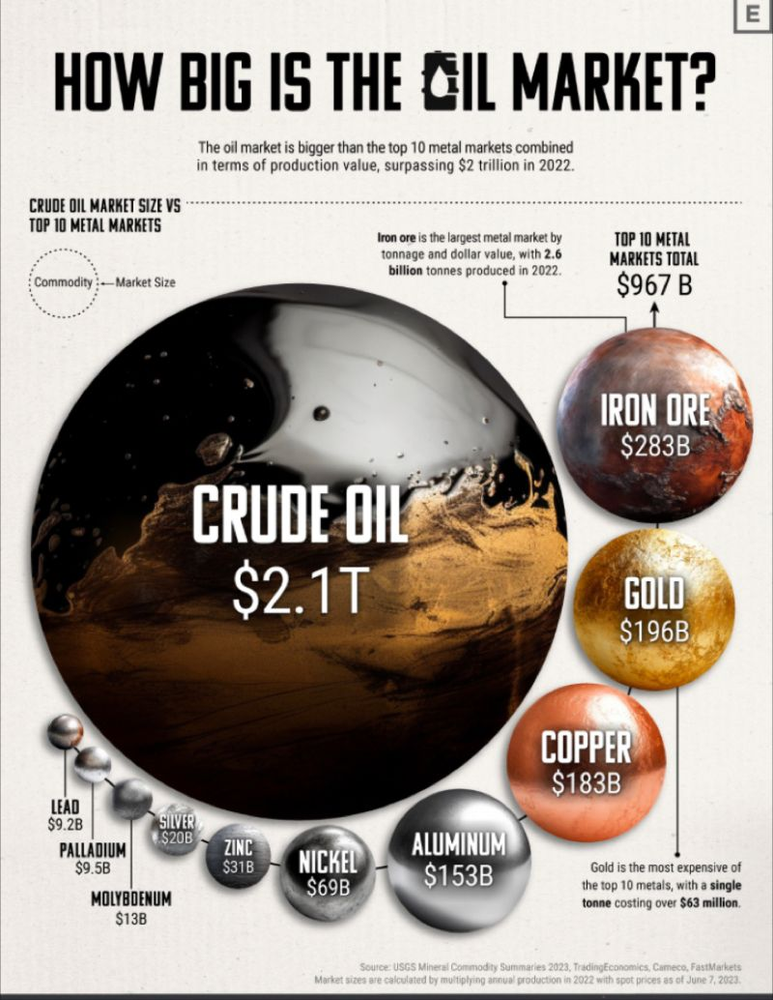 E
HOW BIG IS THE OIL MARKET?
The oil market is bigger than the top 10 metal markets combined
in terms of production value, surpassing $2 trillion in 2022.
CRUDE OIL MARKET SIZE VS
TOP 10 METAL MARKETS
Commodity
Market Size
Iron ore is the largest metal market by
tonnage and dollar value, with 2.6
billion tonnes produced in 2022.
TOP 10 METAL
MARKETS TOTAL
$967 B
IRON ORE
$283B
CRUDE OIL
$2.1T
GOLD
$196B
COPPER
$183B
ALUMINUM
$153B
NICKEL
$69B
ZINC
$31B
SILVER
$20B
MOLYBDENUM
$13B
PALLADIUM
$9.5B
LEAD
$9.2B
Gold is the most expensive of
the top 10 metals, with a single
tonne costing over $63 million.
Source: USGS Mineral Commodity Summaries 2023, TradingEconomics, Cameco, FastMarkets
Market sizes are calculated by multiplying annual production in 2022 with spot prices as of June 7, 2023.